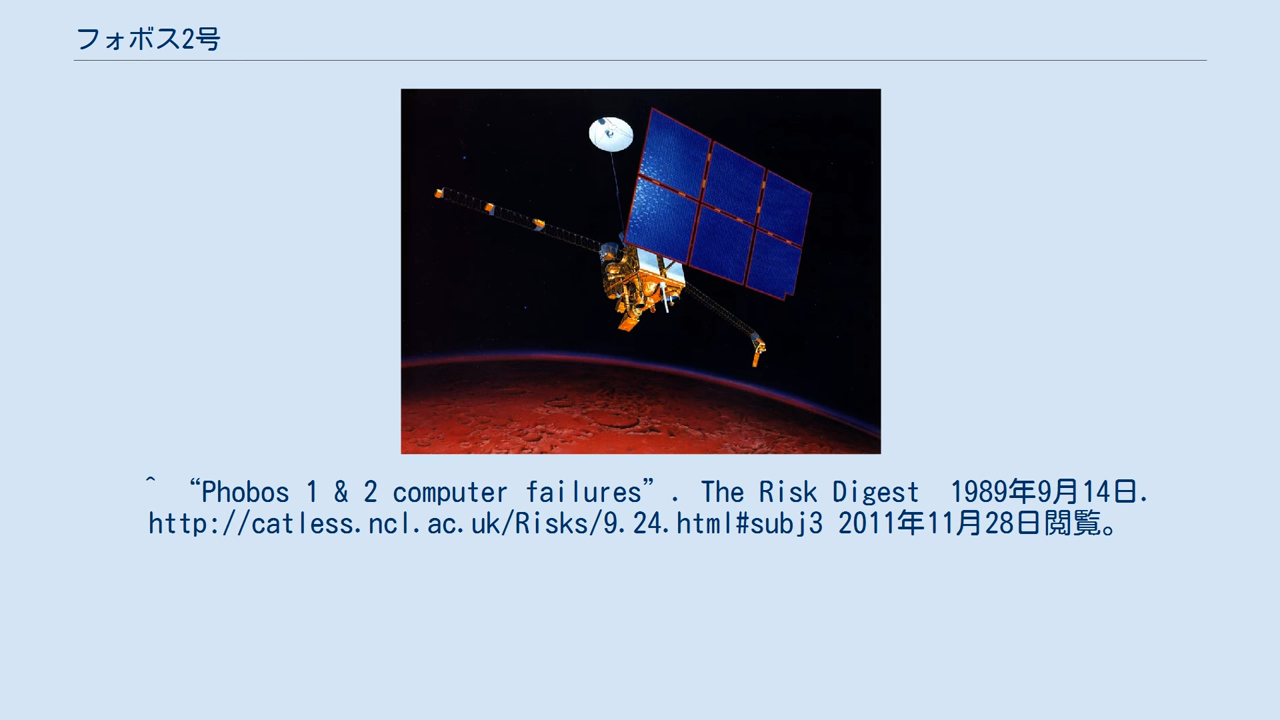 フォボス2号
^ “Phobos 1 & 2 computer failures”. The Risk Digest 1989年9月14日.
http://catless.ncl.ac.uk/Risks/9.24.html#subj3 2011年11月28日閲覧。